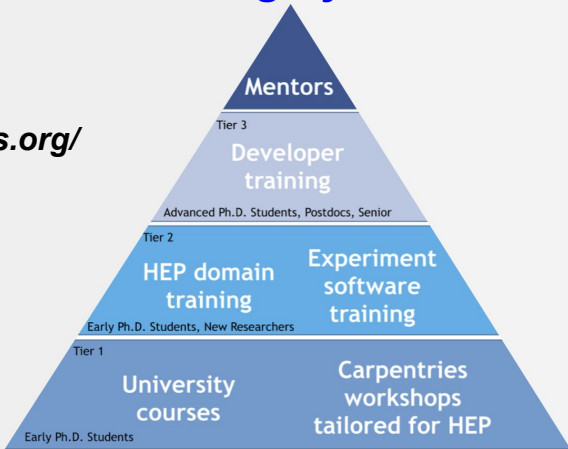 s.org/
Mentors
Tier 3
Developer
training
Advanced Ph.D. Students, Postdocs, Senior
Tier 2
HEP domain
training
Experiment
software
training
Early Ph.D. Students, New Researchers
Tier 1
University
courses
Carpentries
workshops
tailored for HEP
Early Ph.D. Students